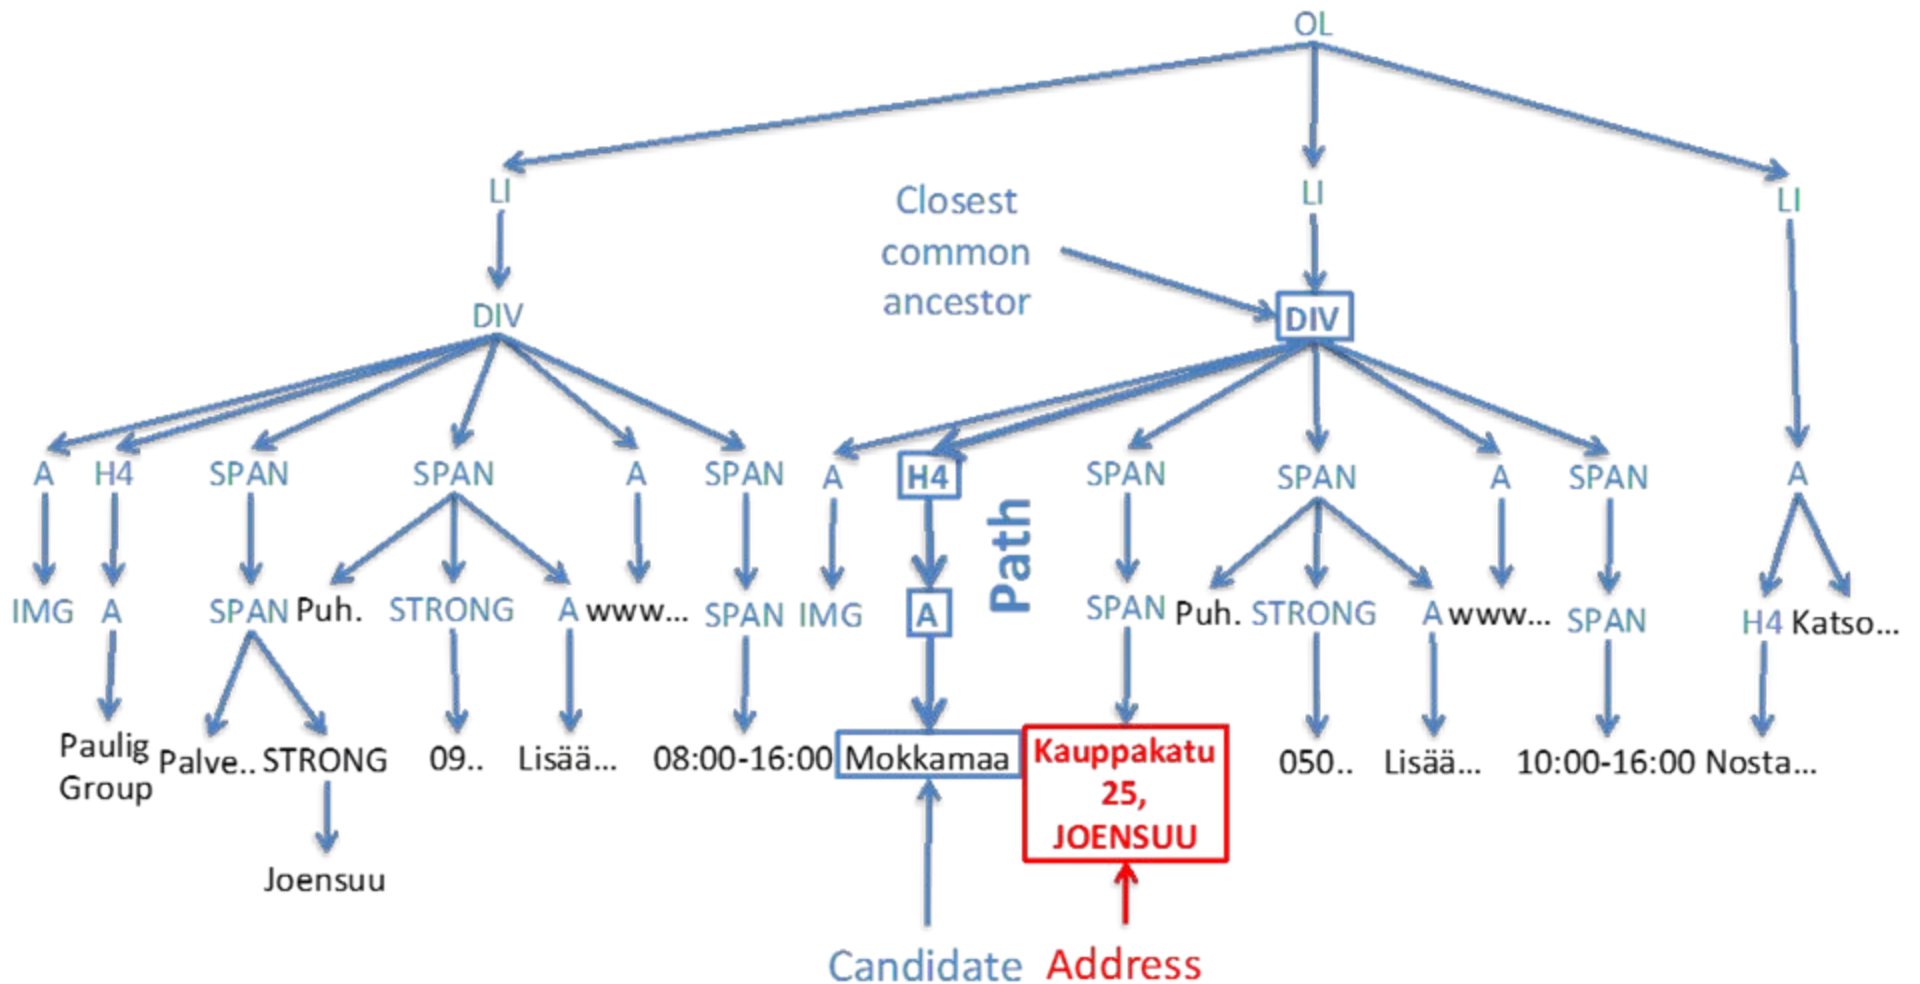 OL
LI
LI
LI
Closest
common
ancestor
DIV
DIV
A H4 SPAN SPAN A SPAN A H4 SPAN SPAN A SPAN A
Path
IMG A SPAN Puh. STRONG A www... SPAN IMG A SPAN Puh. STRONG A www... SPAN H4 Katso...
Paulig
Group
Palve.. STRONG 09.. Lisää... 08:00-16:00 Mokkamaa
Kauppakatu
25,
JOENSUU
050.. Lisää... 10:00-16:00 Nosta...
Joensuu
Candidate Address